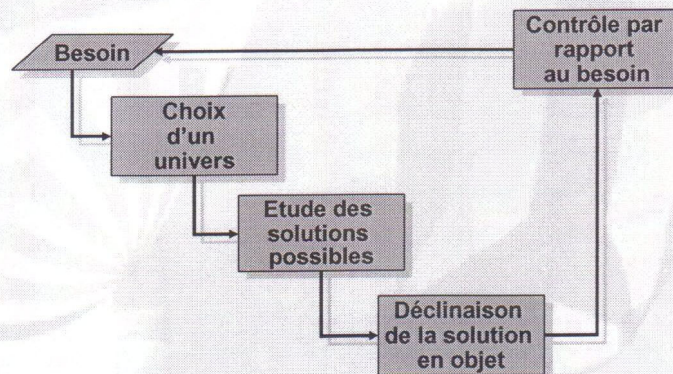 Besoin
Contrôle par
rapport
au besoin
Choix
d'un
univers
Etude des
solutions
possibles
Déclinaison
de la solution
en objet